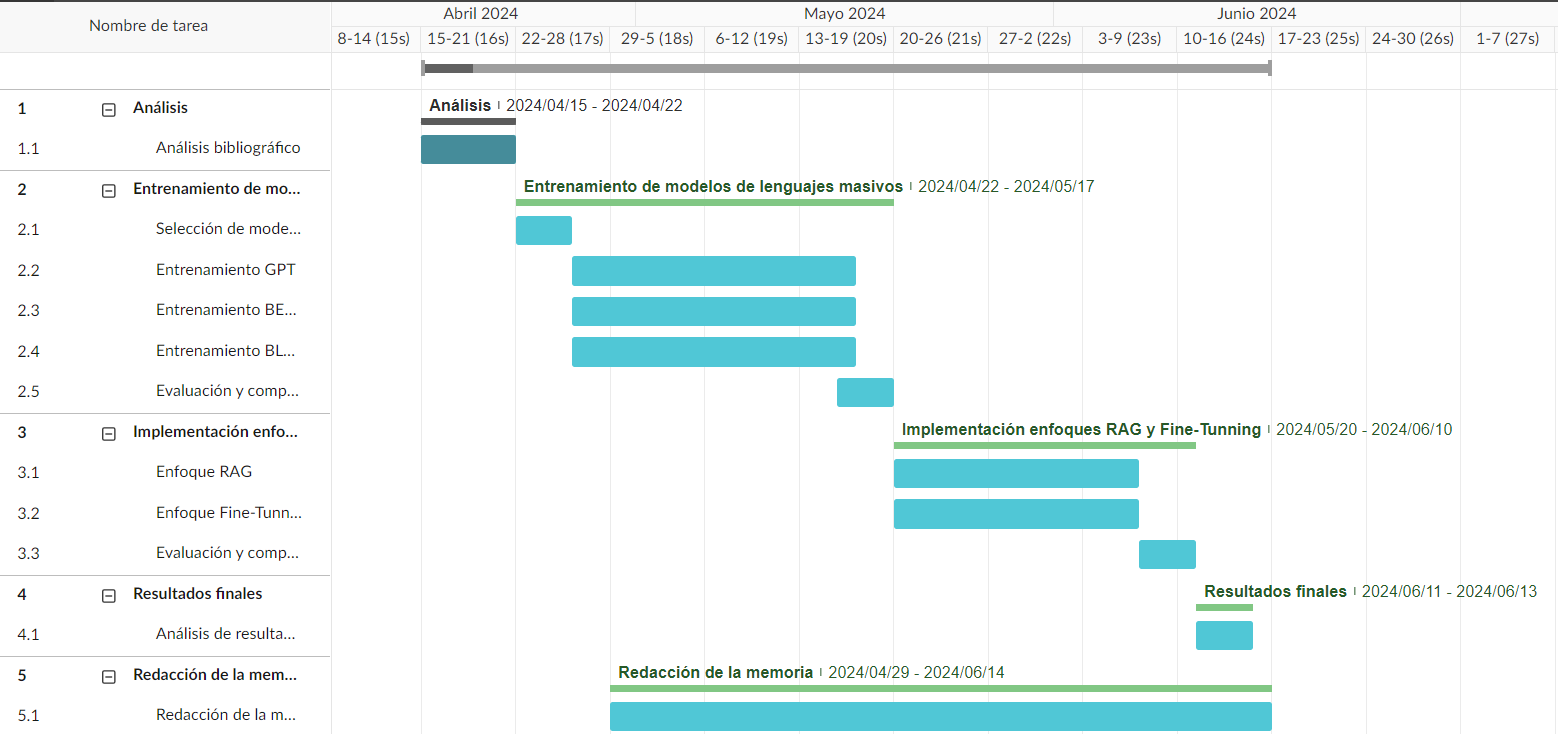 Nombre de tarea
Abril 2024 Mayo 2024 Junio 2024
8-14 (15s) 15-21 (16s) 22-28 (17s) 29-5 (18s) 6-12 (19s) 13-19 (20s) 20-26 (21s) 27-2 (22s) 3-9 (23s) 10-16 (24s) 17-23 (25s) 24-30 (26s) 1-7 (27s)
1 Análisis Análisis 2024/04/15 - 2024/04/22
1.1 Análisis bibliográfico
2 Entrenamiento de mo... Entrenamiento de modelos de lenguajes masivos 2024/04/22 - 2024/05/17
2.1 Selección de mode...
2.2 Entrenamiento GPT
2.3 Entrenamiento BE...
2.4 Entrenamiento BL...
2.5 Evaluación y comp...
3 Implementación enfo... Implementación enfoques RAG y Fine-Tunning 2024/05/20 - 2024/06/10
3.1 Enfoque RAG
3.2 Enfoque Fine-Tunn...
3.3 Evaluación y comp...
4 Resultados finales Resultados finales 2024/06/11 - 2024/06/13
4.1 Análisis de resulta...
5 Redacción de la mem... Redacción de la memoria 2024/04/29 - 2024/06/14
5.1 Redacción de la m...